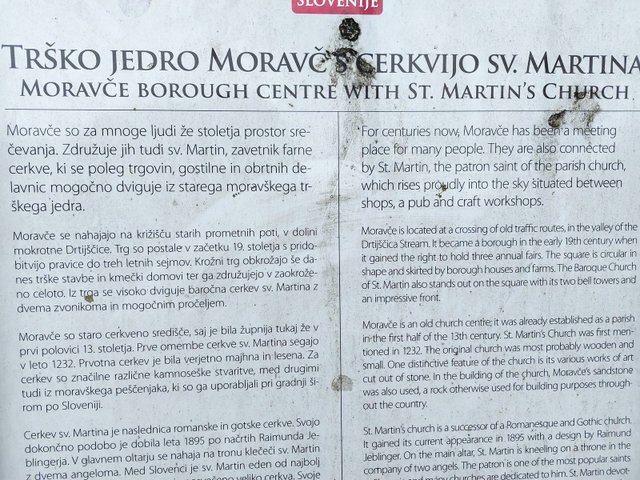 SLOVENIJE
TRŠKO JEDRO MORAVČ S CERKVIJO SV. MARTINA
MORAVČE BOROUGH CENTRE WITH ST. MARTIN'S CHURCH
Moravče so za mnoge ljudi že stoletja prostor sre-
čevanja. Združuje jih tudi sv. Martin, zavetnik farne
cerkve, ki se poleg trgovin, gostilne in obrtnih de-
lavnic mogočno dviguje iz starega moravškega tr-
škega jedra.
Moravče se nahajajo na križišču starih prometnih poti, v dolini
mokrotne Drtijščice. Trg so postale v začetku 19. stoletja s prido-
bitvijo pravice do treh letnih sejmov. Krožni trg obkrožajo še da-
nes trške stavbe in kmečki domovi ter ga združujejo v zaokrože-
no celoto. Iz trga se visoko dviguje baročna cerkev sv. Martina z
dvema zvonikoma in mogočnim pročeljem.
Moravče so staro cerkveno središče, saj je bila župnija tukaj že v
prvi polovici 13. stoletja. Prve omembe cerkve sv. Martina segajo
v leto 1232. Prvotna cerkev je bila verjetno majhna in lesena. Za
cerkev so značilne različne kamnoseške stvaritve, med drugimi
tudi iz moravškega peščenjaka, ki so ga uporabljali pri gradnji ši-
rom po Sloveniji.
Cerkev sv. Martina je naslednica romanske in gotske cerkve. Svojo
dokončno podobo je dobila leta 1895 po načrtih Raimunda Je-
blingerja. V glavnem oltarju se nahaja na tronu klečeči sv. Martin
z dvema angeloma. Med Slovenci je sv. Martin eden od najbolj
veliko cerkva. Svoje
For centuries now, Moravče has been a meeting
place for many people. They are also connected
by St. Martin, the patron saint of the parish church,
which rises proudly into the sky situated between
shops, a pub and craft workshops.
Moravče is located at a crossing of old traffic routes, in the valley of the
Drtijščica Stream. It became a borough in the early 19th century when
it gained the right to hold three annual fairs. The square is circular in
shape and skirted by borough houses and farms. The Baroque Church
of St. Martin also stands out on the square with its two bell towers and
an impressive front.
Moravče is an old church centre; it was already established as a parish
in the first half of the 13th century. St. Martin's Church was first men-
tioned in 1232. The original church was most probably wooden and
small. One distinctive feature of the church is its various works of art
cut out of stone. In the building of the church, Moravče's sandstone
was also used, a rock otherwise used for building purposes through-
out the country.
St. Martin's church is a successor of a Romanesque and Gothic church.
It gained its current appearance in 1895 with a design by Raimund
Jeblinger. On the main altar, St. Martin is kneeling on a throne in the
company of two angels. The patron is one of the most popular saints
and many churches are dedicated to him. St. Martin devot-